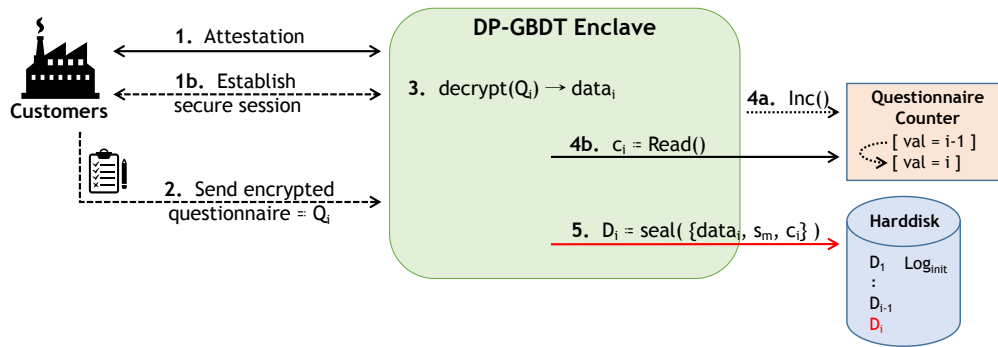 DP-GBDT Enclave
1. Attestation
1b. Establish
secure session
Customers
3. decrypt(Qᵢ) → dataᵢ
4a. Inc()
Questionnaire
Counter
[ val = i-1 ]
[ val = i ]
4b. cᵢ = Read()
2. Send encrypted
questionnaire = Qᵢ
5. Dᵢ = seal( {dataᵢ, sₘ, cᵢ} )
Harddisk
D₁ Logᵢₙᵢₜ
:
Dᵢ₋₁
Dᵢ